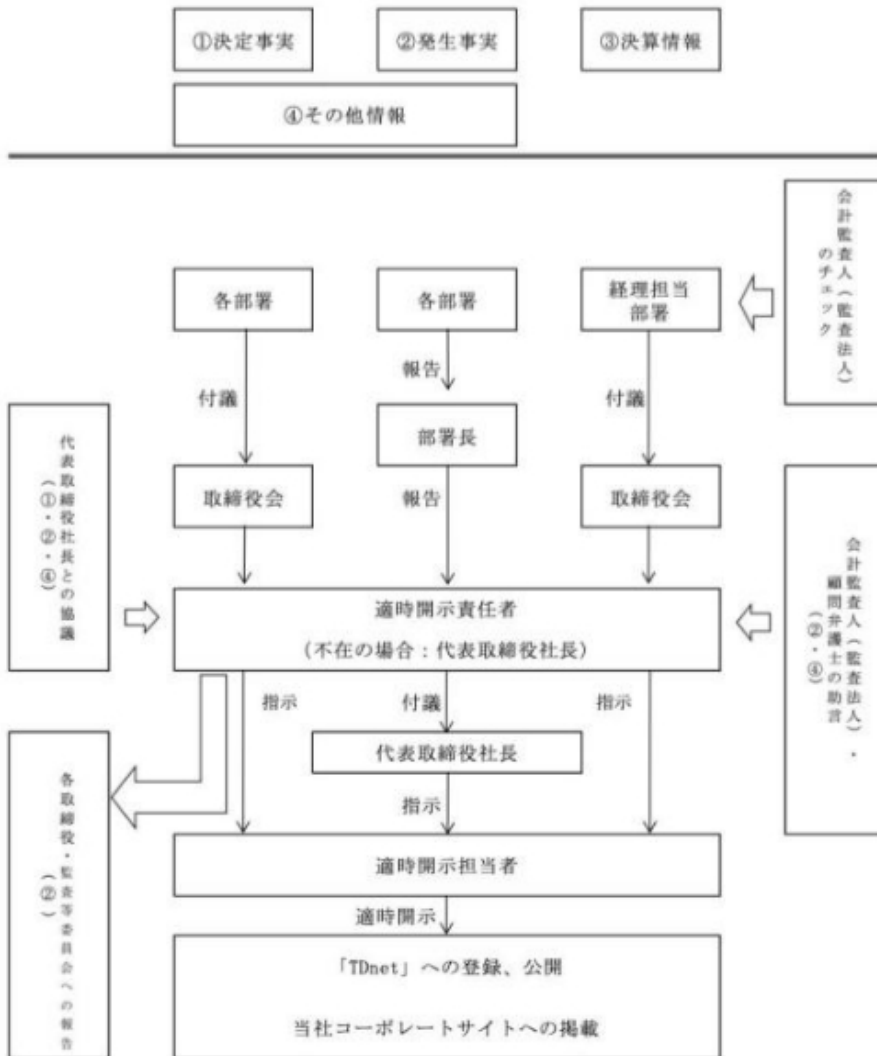 ①決定事実
②発生事実
③決算情報
④その他情報
会計監査人(監査法人)
のチェック
各部署
各部署
経理担当
部署
報告
付議
付議
部署長
代表取締役社長との協議
(①・②・④)
取締役会
報告
取締役会
会計監査人(監査法人)・
顧問弁護士の助言
(②・④)
適時開示責任者
(不在の場合:代表取締役社長)
指示
付議
指示
代表取締役社長
指示
各取締役・監査等委員会への報告
(②)
適時開示担当者
適時開示
「TDnet」への登録、公開
当社コーポレートサイトへの掲載